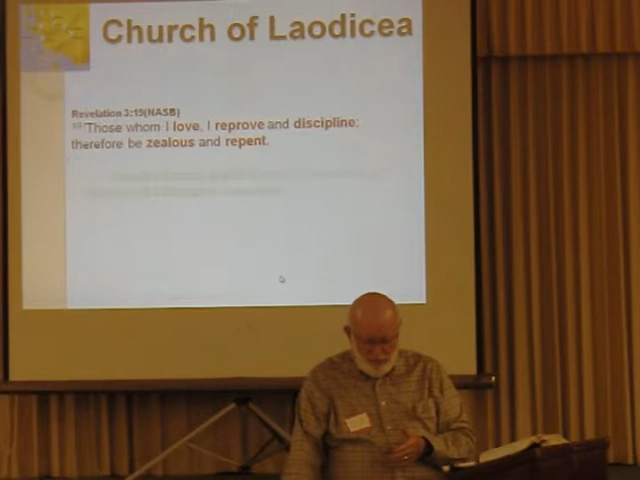 Church of Laodicea
Revelation 3:19(NASB)
19 'Those whom I love, I reprove and discipline;
therefore be zealous and repent.